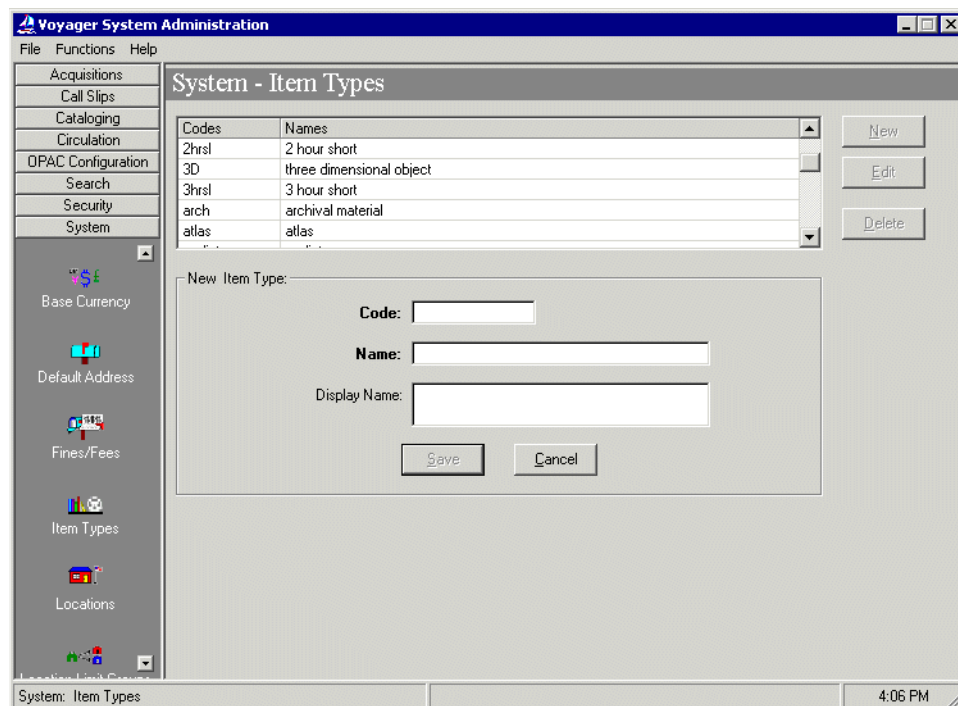 Voyager System Administration
File Functions Help
Acquisitions
Call Slips
Cataloging
Circulation
OPAC Configuration
Search
Security
System
Base Currency
Default Address
Fines/Fees
Item Types
Locations
System - Item Types
Codes Names
2hrsl 2 hour short
3D three dimensional object
3hrsl 3 hour short
arch archival material
atlas atlas
New
Edit
Delete
New Item Type:
Code:
Name:
Display Name:
Save Cancel
System: Item Types
4:06 PM